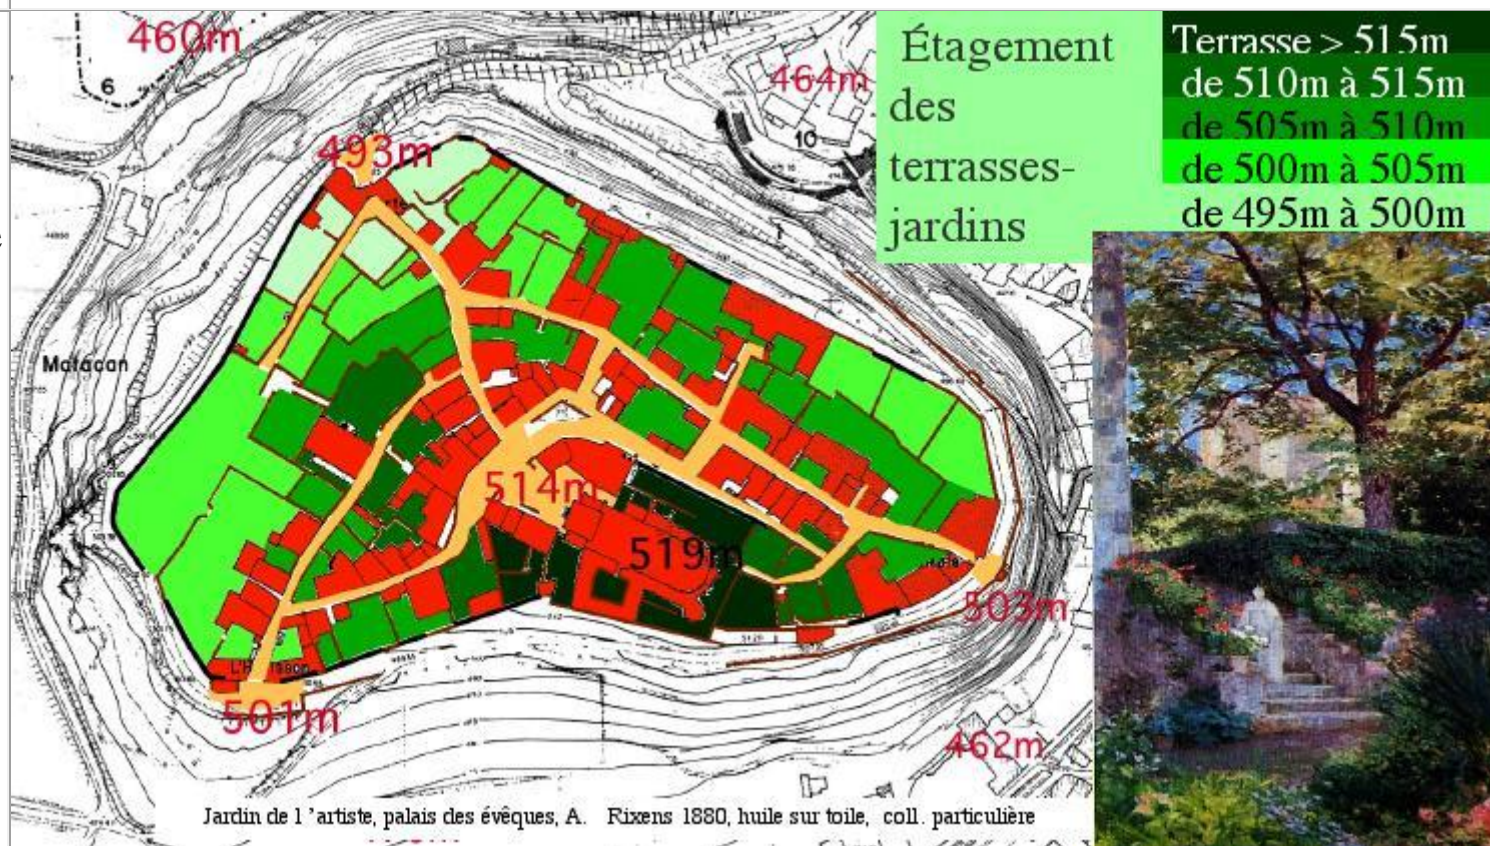 460m
6
464m
10
493m
Matacan
514m
519m
503m
501m
462m
Étagement
des
terrasses-
jardins
Terrasse > 515m
de 510m à 515m
de 505m à 510m
de 500m à 505m
de 495m à 500m
Jardin de l'artiste, palais des évêques, A. Rixens 1880, huile sur toile, coll. particulière